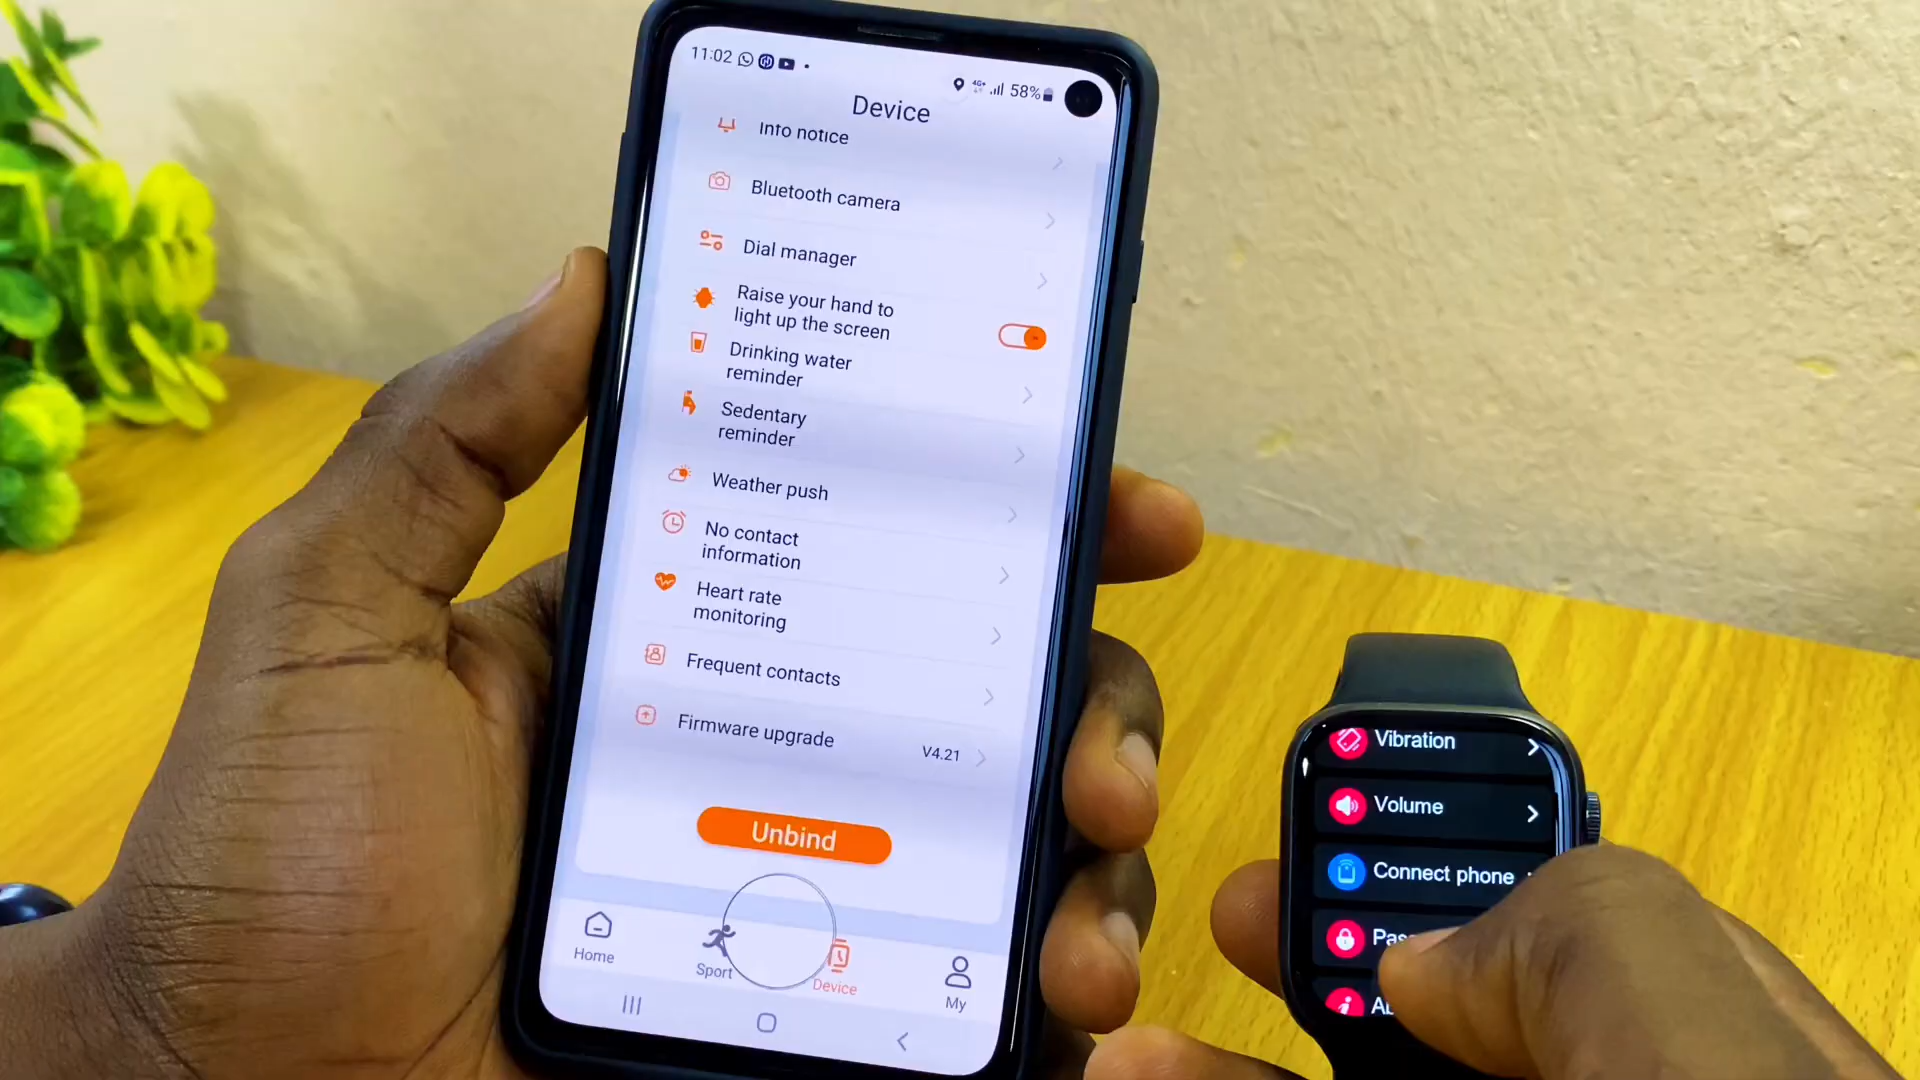 11:02
58%
Device
Info notice
Bluetooth camera
Dial manager
Raise your hand to
light up the screen
Drinking water
reminder
Sedentary
reminder
Weather push
No contact
information
Heart rate
monitoring
Frequent contacts
Firmware upgrade V4.21
Unbind
Home
Sport
Device
My
Vibration
Volume
Connect phone